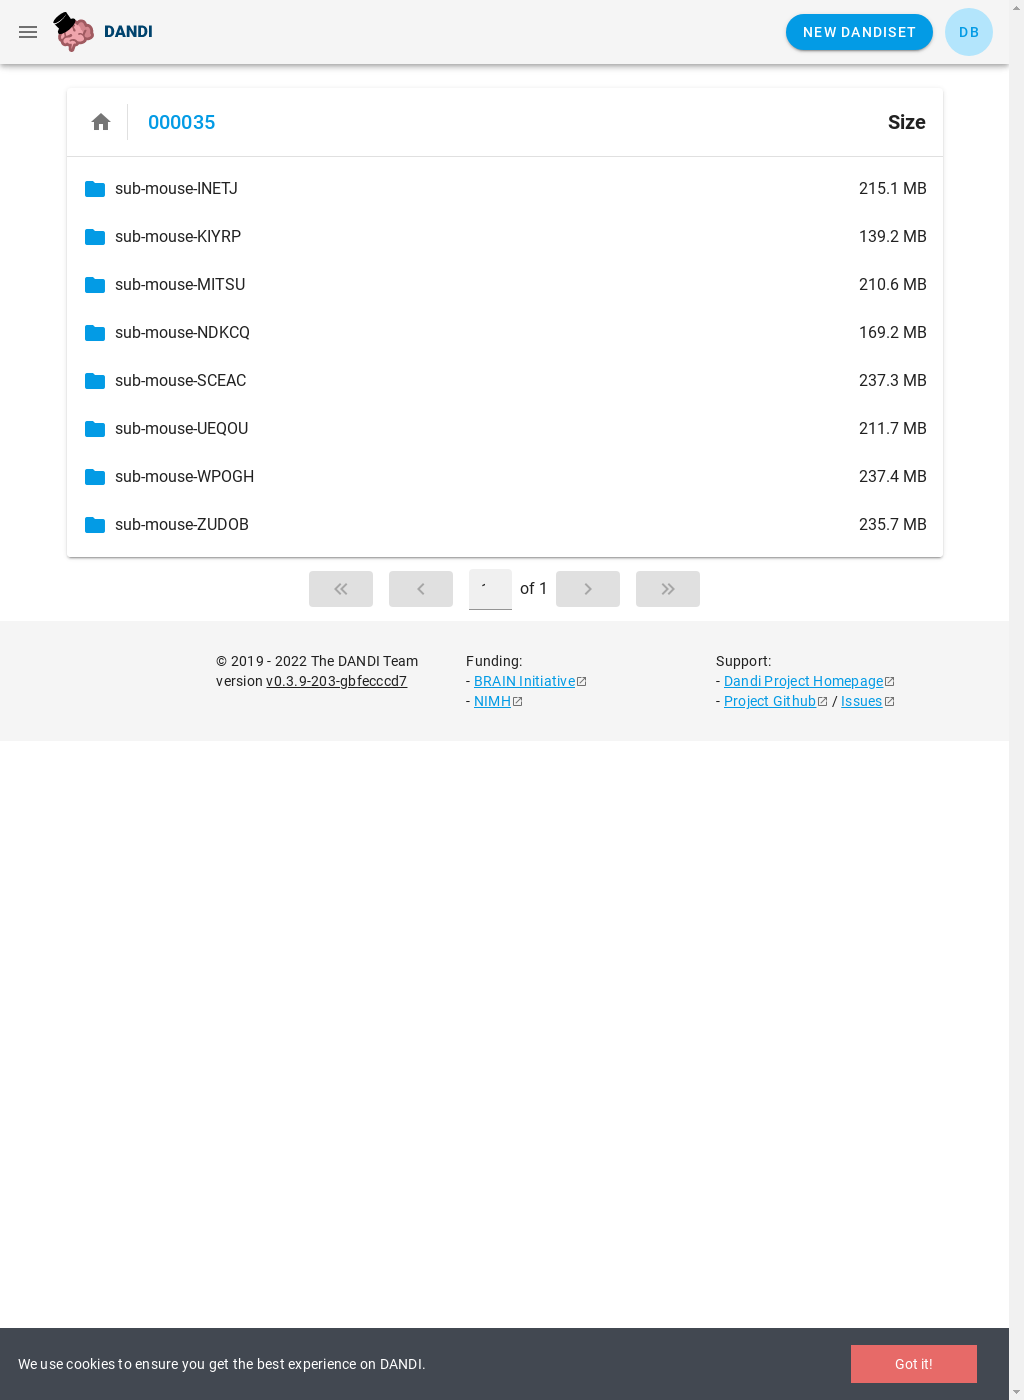 DANDI
NEW DANDISET
DB
000035
Size
sub-mouse-INETJ 215.1 MB
sub-mouse-KIYRP 139.2 MB
sub-mouse-MITSU 210.6 MB
sub-mouse-NDKCQ 169.2 MB
sub-mouse-SCEAC 237.3 MB
sub-mouse-UEQOU 211.7 MB
sub-mouse-WPOGH 237.4 MB
sub-mouse-ZUDOB 235.7 MB
of 1
© 2019 - 2022 The DANDI Team
version v0.3.9-203-gbfecccd7
Funding:
- BRAIN Initiative
- NIMH
Support:
- Dandi Project Homepage
- Project Github / Issues
We use cookies to ensure you get the best experience on DANDI.
Got it!